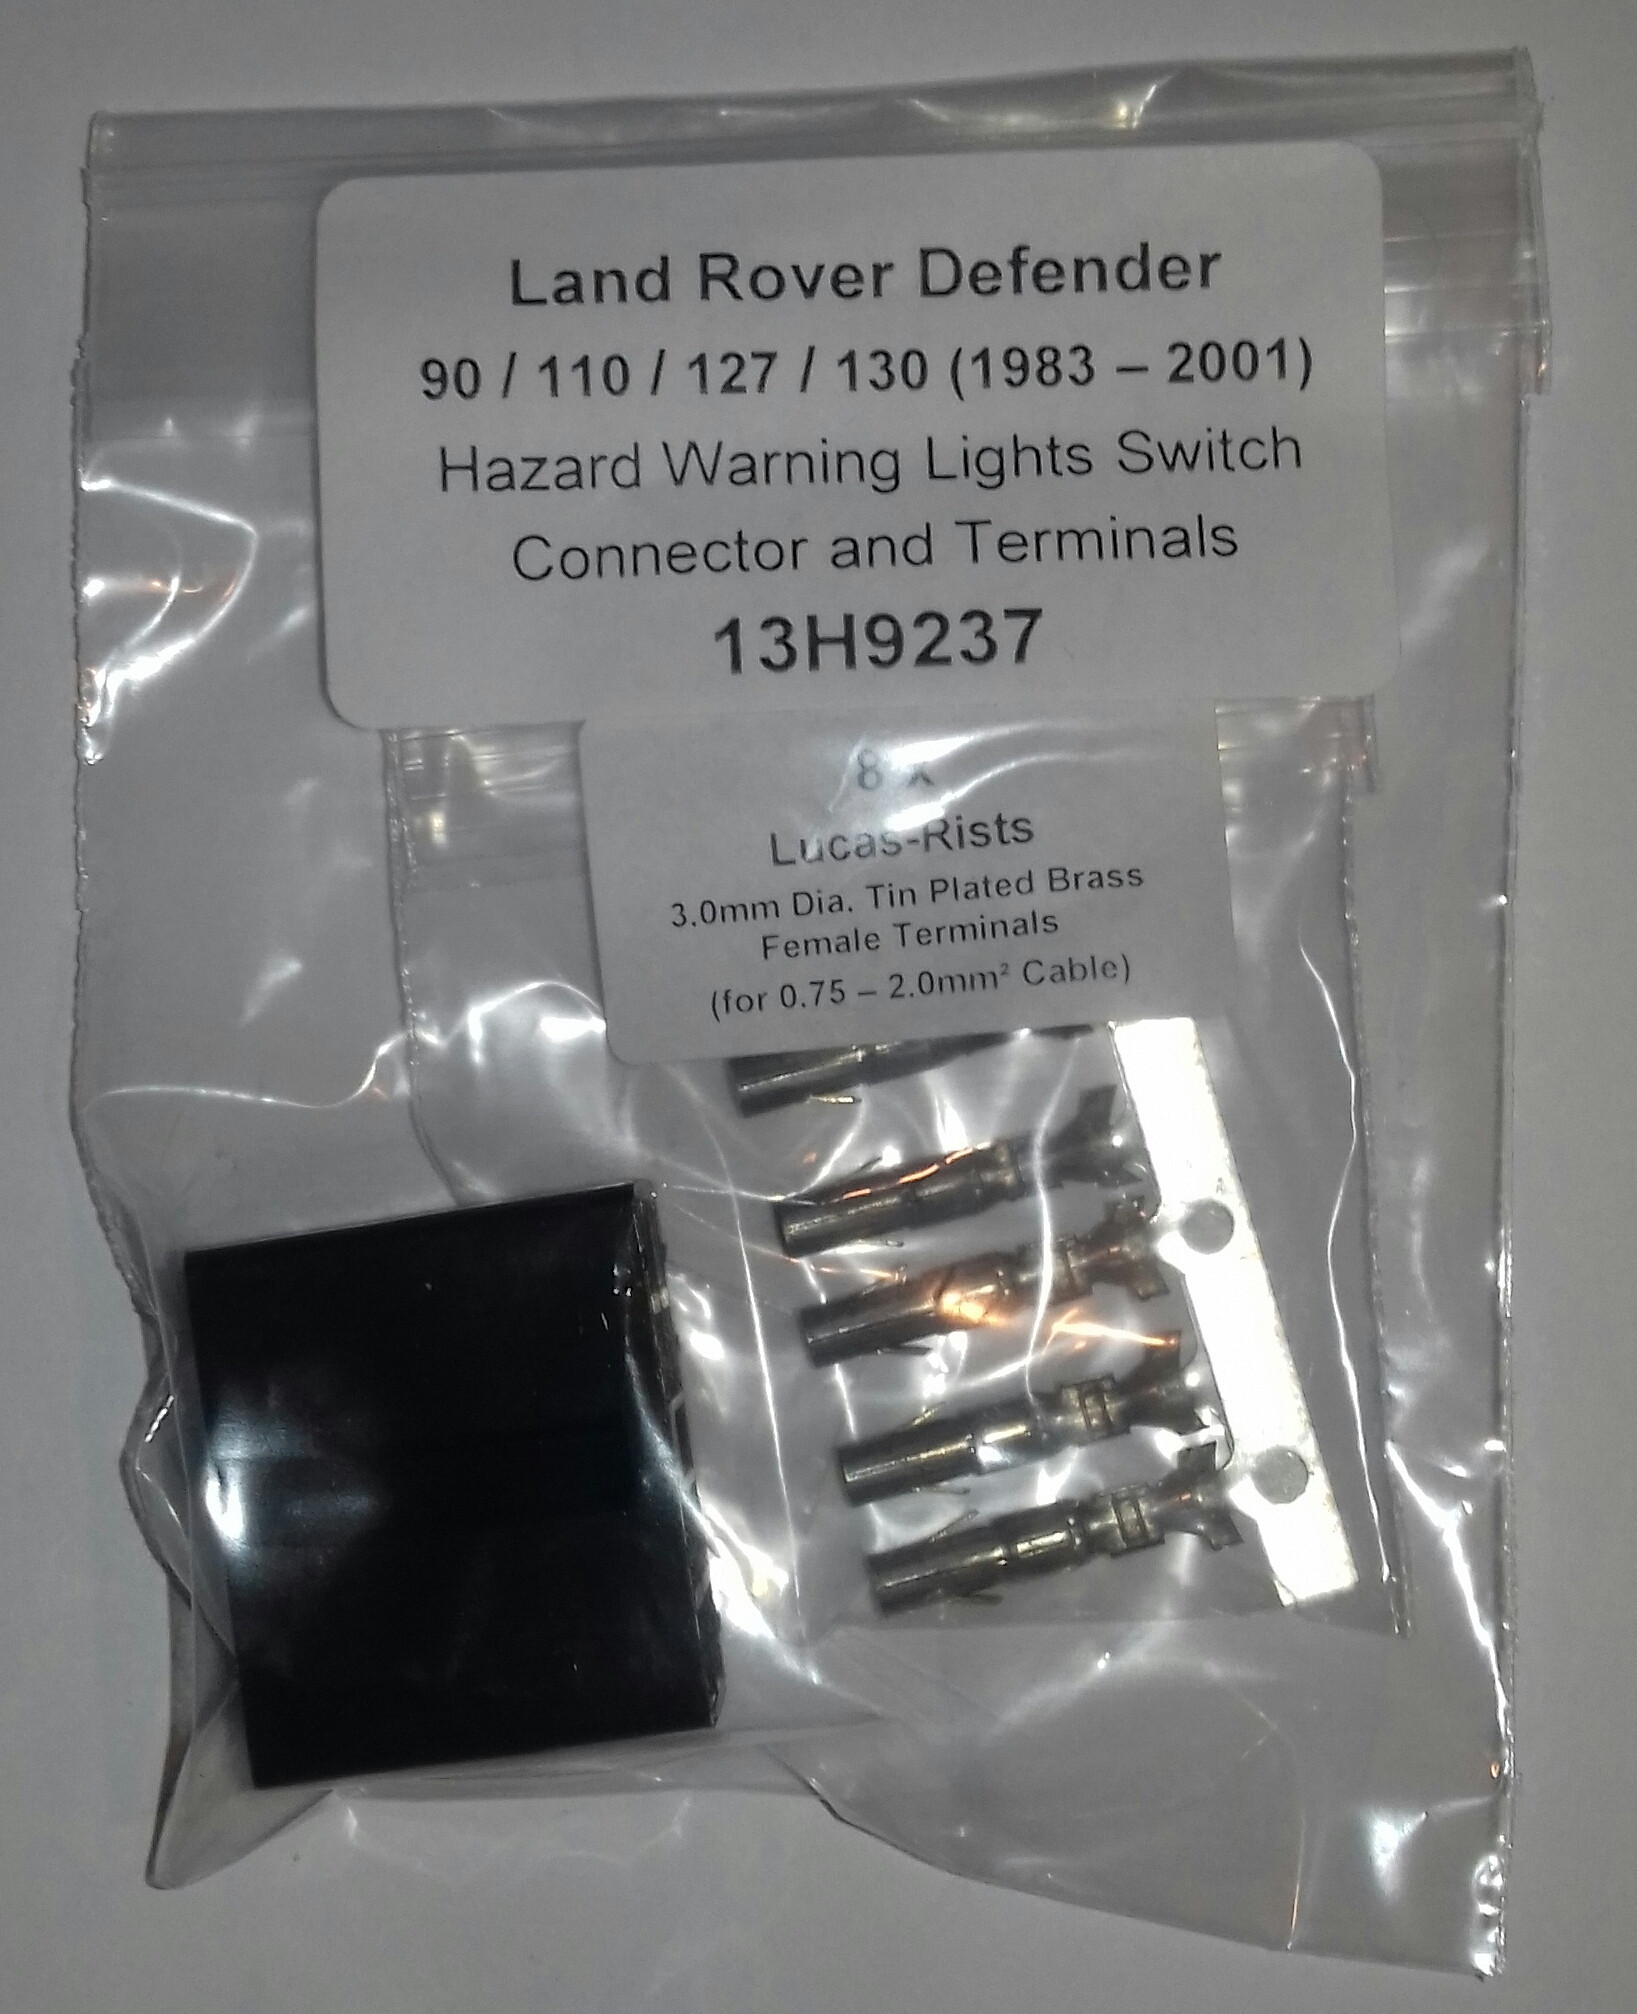 Land Rover Defender
90 / 110 / 127 / 130 (1983 – 2001)
Hazard Warning Lights Switch
Connector and Terminals
13H9237
8 x
Lucas-Rists
3.0mm Dia. Tin Plated Brass
Female Terminals
(for 0.75 – 2.0mm² Cable)